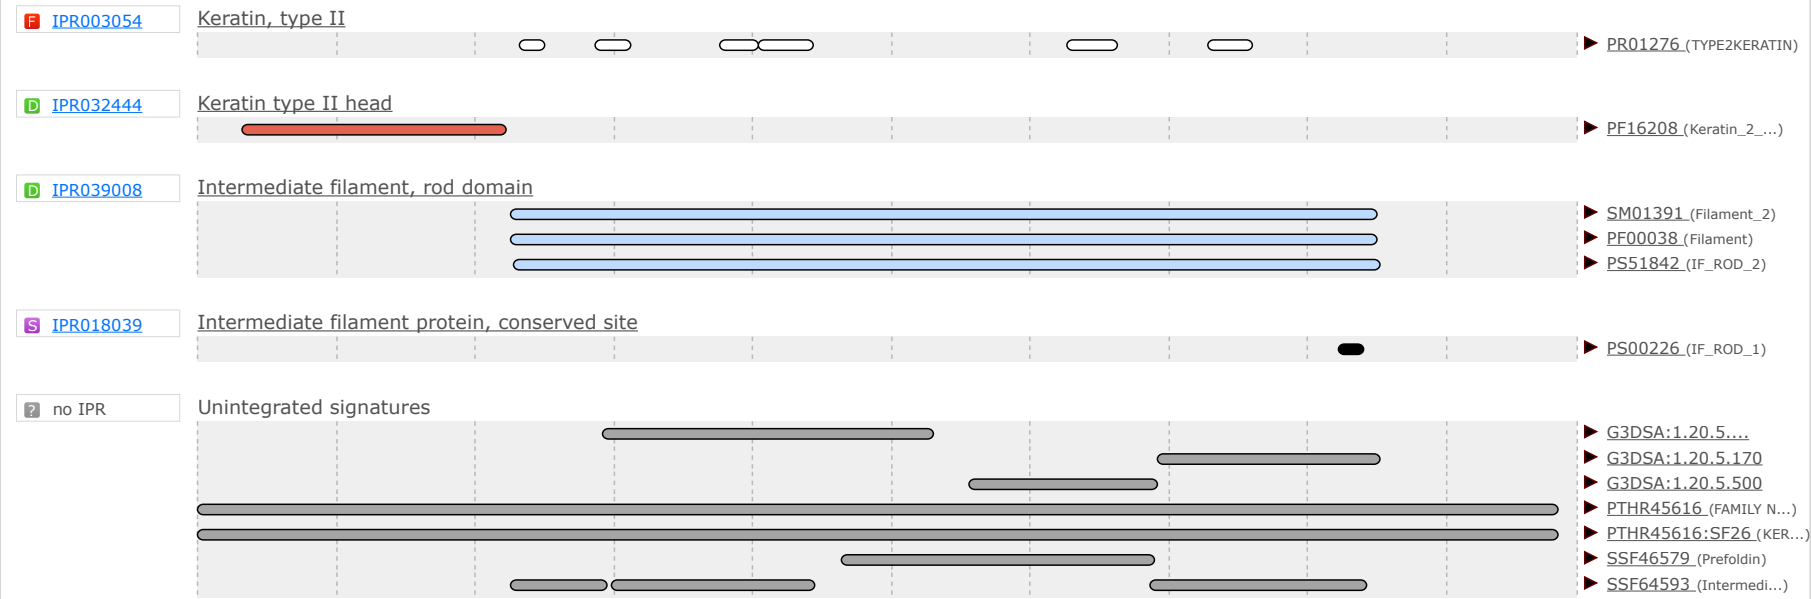 F IPR003054 Keratin, type II
PR01276 (TYPE2KERATIN)
D IPR032444 Keratin type II head
PF16208 (Keratin_2_...)
D IPR039008 Intermediate filament, rod domain
SM01391 (Filament_2)
PF00038 (Filament)
PS51842 (IF_ROD_2)
S IPR018039 Intermediate filament protein, conserved site
PS00226 (IF_ROD_1)
? no IPR Unintegrated signatures
G3DSA:1.20.5....
G3DSA:1.20.5.170
G3DSA:1.20.5.500
PTHR45616 (FAMILY N...)
PTHR45616:SF26 (KER...)
SSF46579 (Prefoldin)
SSF64593 (Intermedi...)